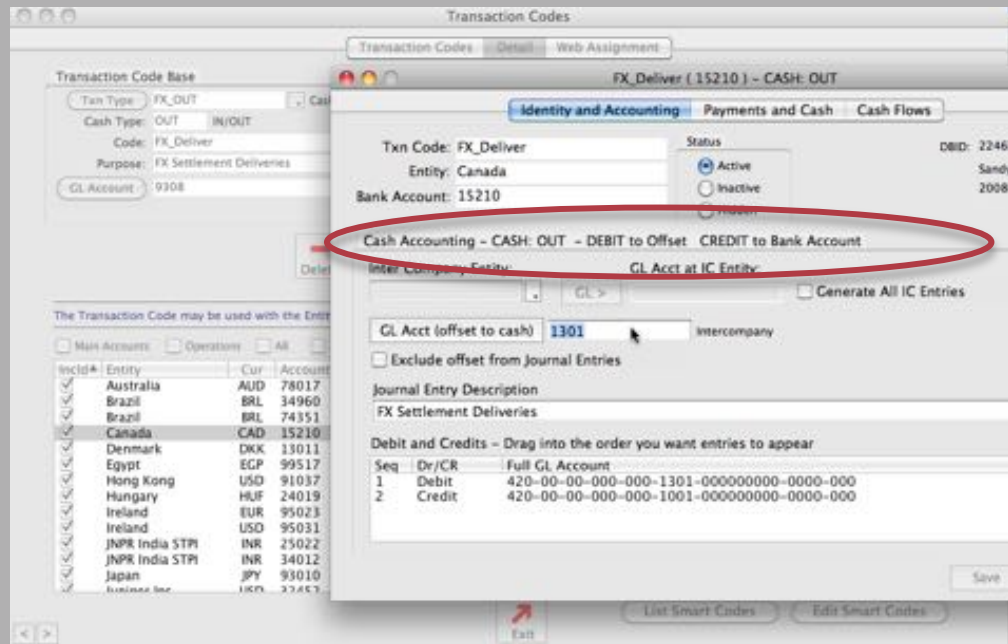 Transaction Codes
Transaction Codes Detail Web Assignment
Transaction Code Base
Txn Type FX_OUT
Cash Type: OUT IN/OUT
Code: FX_Deliver
Purpose: FX Settlement Deliveries
GL Account 9308
The Transaction Code may be used with the
Main Accounts Operations All
Incld Entity Cur Account
Australia AUD 78017
Brazil BRL 34960
Brazil BRL 74351
Canada CAD 15210
Denmark DKK 13011
Egypt EGP 99517
Hong Kong USD 91037
Hungary HUF 24019
Ireland EUR 95023
Ireland USD 95031
JNPR India STPI INR 25022
JNPR India STPI INR 34012
Japan JPY 93010
FX_Deliver ( 15210 ) - CASH: OUT
Identity and Accounting Payments and Cash Cash Flows
Txn Code: FX_Deliver
Entity: Canada
Bank Account: 15210
Status
Active
Inactive
Hidden
DBID: 2246
Sandy
2008
Cash Accounting - CASH: OUT - DEBIT to Offset CREDIT to Bank Account
Inter Company Entity: GL Acct at IC Entity:
GL > Generate All IC Entries
GL Acct (offset to cash) 1301 Intercompany
Exclude offset from Journal Entries
Journal Entry Description
FX Settlement Deliveries
Debit and Credits - Drag into the order you want entries to appear
Seq Dr/CR Full GL Account
1 Debit 420-00-00-000-000-1301-000000000-0000-000
2 Credit 420-00-00-000-000-1001-000000000-0000-000
Save
Exit
List Smart Codes Edit Smart Codes